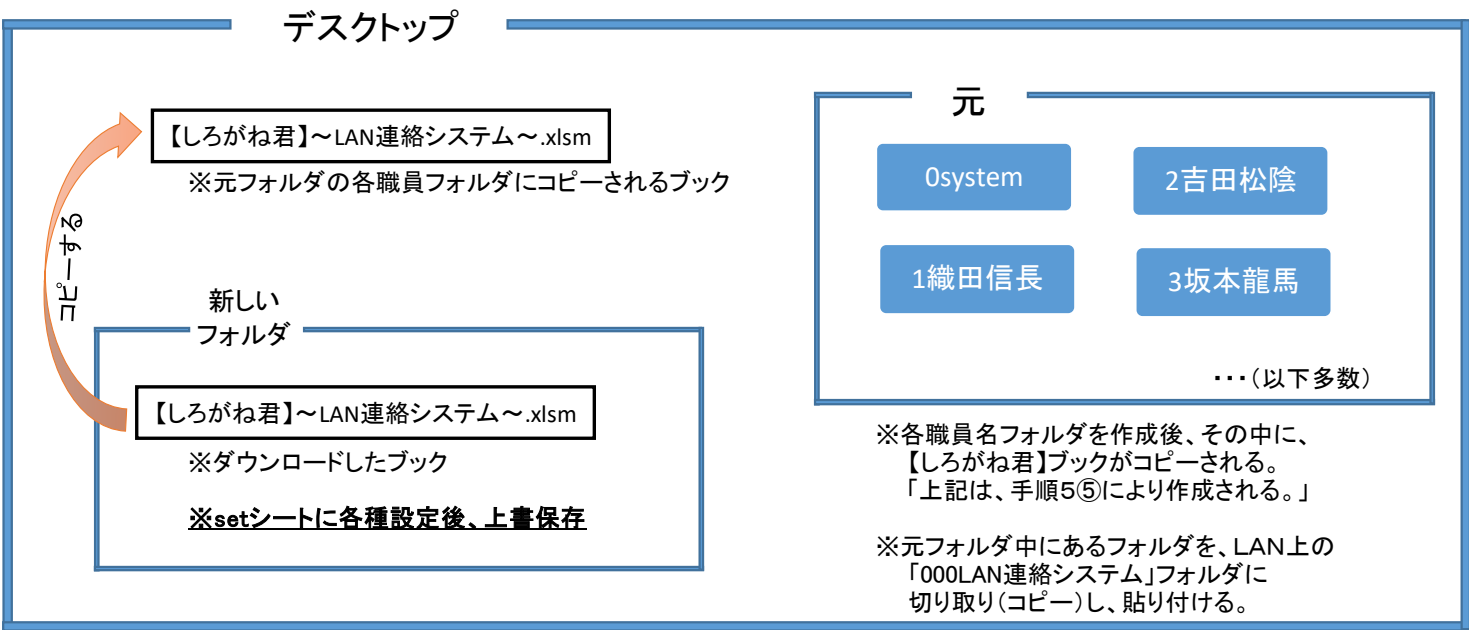 デスクトップ
【しろがね君】～LAN連絡システム～.xlsm
※元フォルダの各職員フォルダにコピーされるブック
コピーする
新しい
フォルダ
【しろがね君】～LAN連絡システム～.xlsm
※ダウンロードしたブック
※setシートに各種設定後、上書保存
元
0system
2吉田松陰
1織田信長
3坂本龍馬
・・・（以下多数）
※各職員名フォルダを作成後、その中に、
【しろがね君】ブックがコピーされる。
「上記は、手順５⑤により作成される。」
※元フォルダ中にあるフォルダを、ＬＡＮ上の
「000LAN連絡システム」フォルダに
切り取り（コピー）し、貼り付ける。